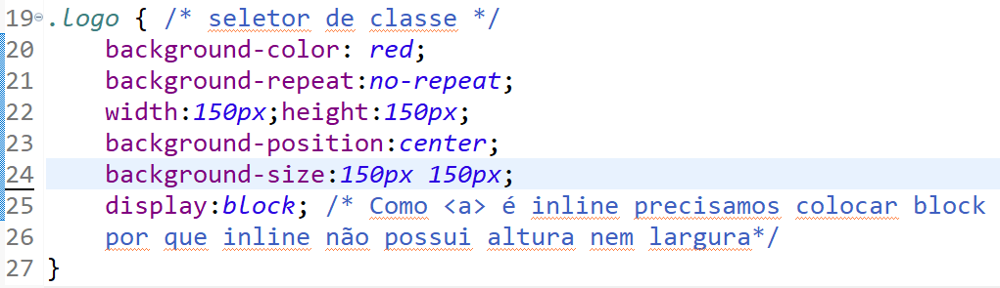 19 .logo { /* seletor de classe */
20 background-color: red;
21 background-repeat:no-repeat;
22 width:150px;height:150px;
23 background-position:center;
24 background-size:150px 150px;
25 display:block; /* Como <a> é inline precisamos colocar block
26 por que inline não possui altura nem largura*/
27 }